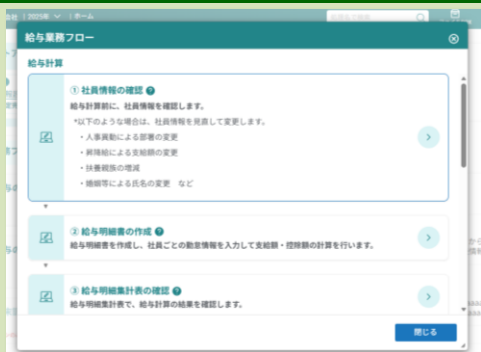 会社 | 2025年 | ホーム
給与業務フロー
給与計算
① 社員情報の確認
給与計算前に、社員情報を確認します。
*以下のような場合は、社員情報を見直して変更します。
・人事異動による部署の変更
・昇降給による支給額の変更
・扶養親族の増減
・婚姻等による氏名の変更 など
② 給与明細書の作成
給与明細書を作成し、社員ごとの勤怠情報を入力して支給額・控除額の計算を行います。
③ 給与明細集計表の確認
給与明細集計表で、給与計算の結果を確認します。
閉じる